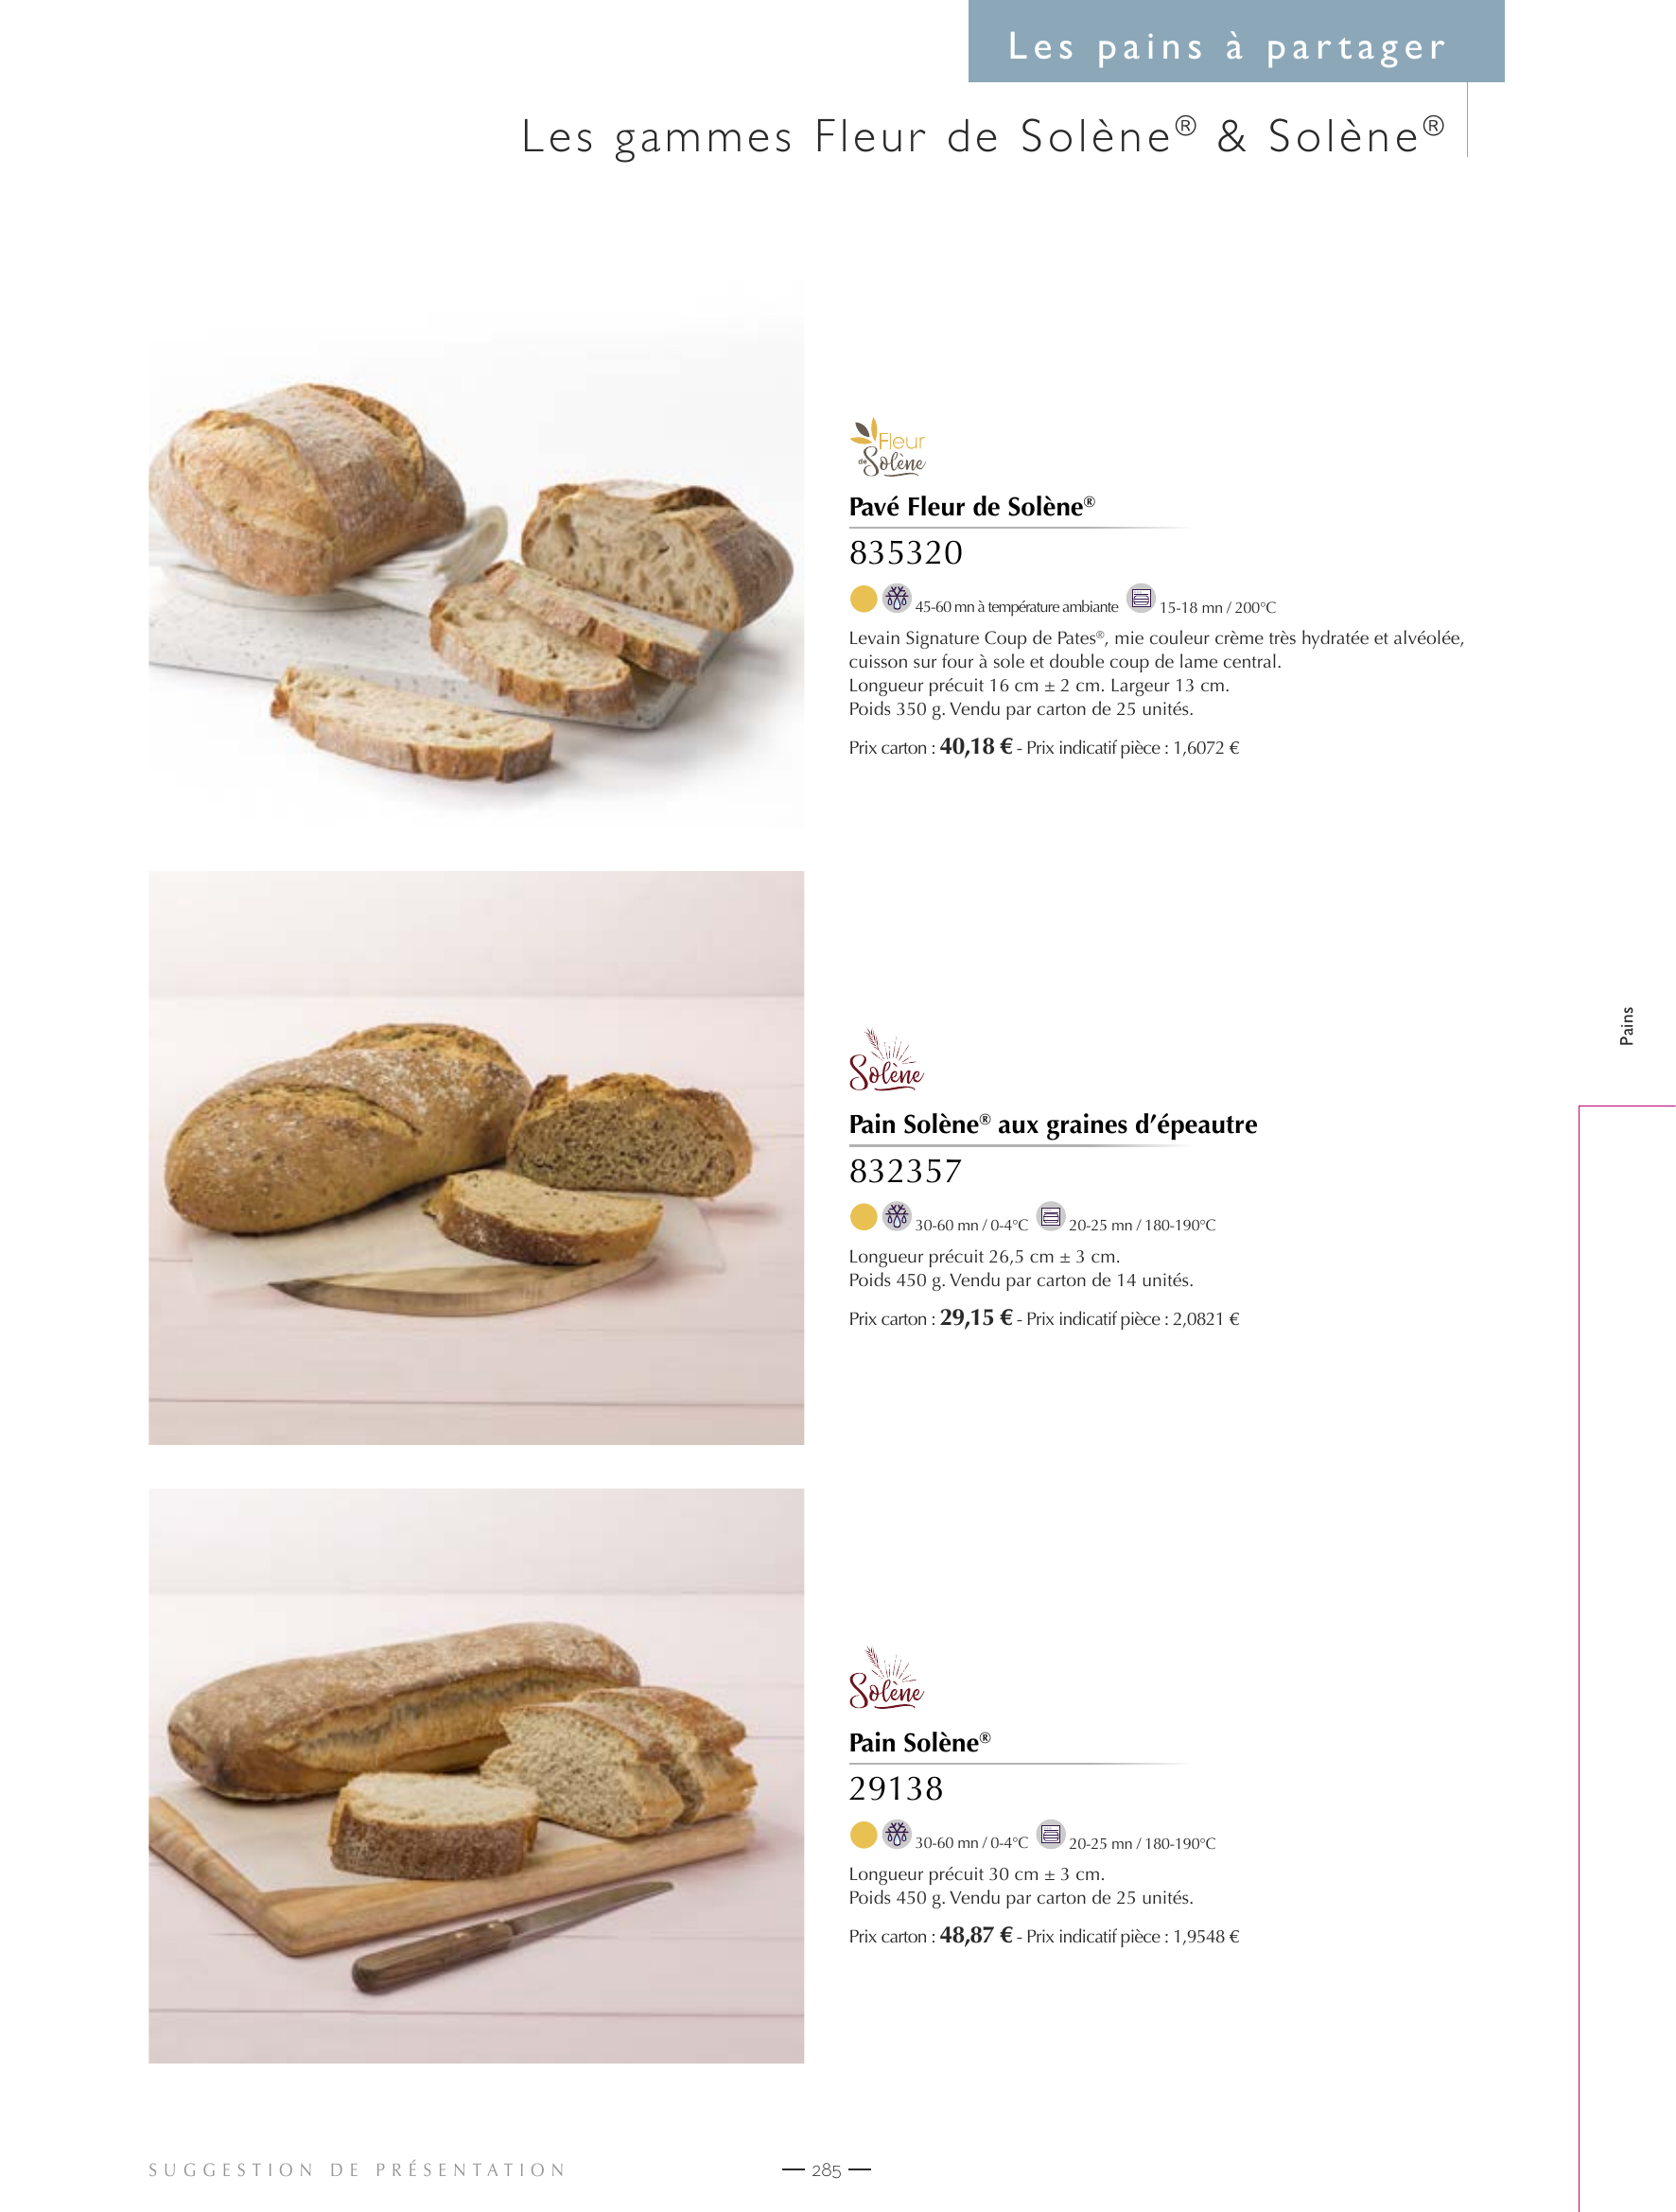 Les pains à partager
Les gammes Fleur de Solène® & Solène®
Fleur
de Solène
Pavé Fleur de Solène®
835320
45-60 mn à température ambiante 15-18 mn / 200°C
Levain Signature Coup de Pates®, mie couleur crème très hydratée et alvéolée,
cuisson sur four à sole et double coup de lame central.
Longueur précuit 16 cm ± 2 cm. Largeur 13 cm.
Poids 350 g. Vendu par carton de 25 unités.
Prix carton : 40,18 € - Prix indicatif pièce : 1,6072 €
Solène
Pain Solène® aux graines d’épeautre
832357
30-60 mn / 0-4°C 20-25 mn / 180-190°C
Longueur précuit 26,5 cm ± 3 cm.
Poids 450 g. Vendu par carton de 14 unités.
Prix carton : 29,15 € - Prix indicatif pièce : 2,0821 €
Pains
Solène
Pain Solène®
29138
30-60 mn / 0-4°C 20-25 mn / 180-190°C
Longueur précuit 30 cm ± 3 cm.
Poids 450 g. Vendu par carton de 25 unités.
Prix carton : 48,87 € - Prix indicatif pièce : 1,9548 €
SUGGESTION DE PRÉSENTATION
— 285 —